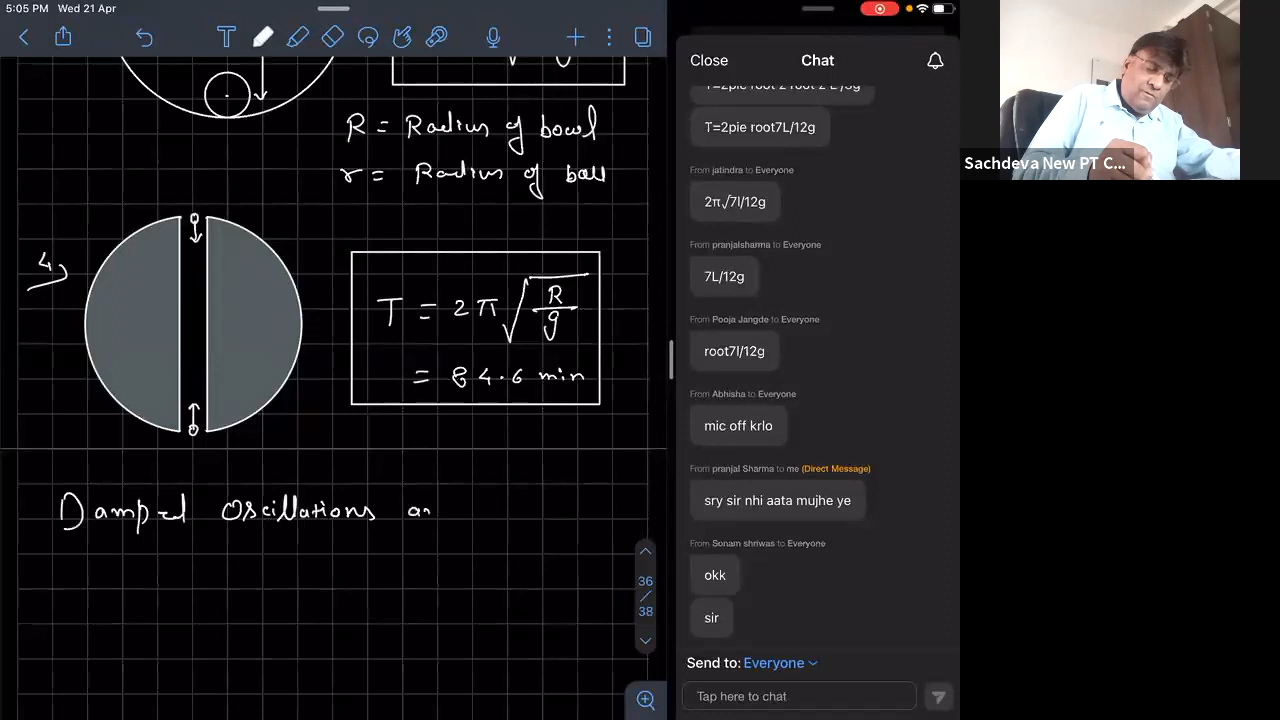 5:05 PM Wed 21 Apr
R = Radius of bowl
r = Radius of ball
4)
T = 2π √R/g
= 84.6 min
Damped Oscillations an
36
/
38
Close
Chat
T=2pie root7L/12g
From jatindra to Everyone
2π√7l/12g
From pranjalsharma to Everyone
7L/12g
From Pooja Jangde to Everyone
root7l/12g
From Abhisha to Everyone
mic off krlo
From pranjal Sharma to me (Direct Message)
sry sir nhi aata mujhe ye
From Sonam shriwas to Everyone
okk
sir
Send to: Everyone
Tap here to chat
Sachdeva New PT C...